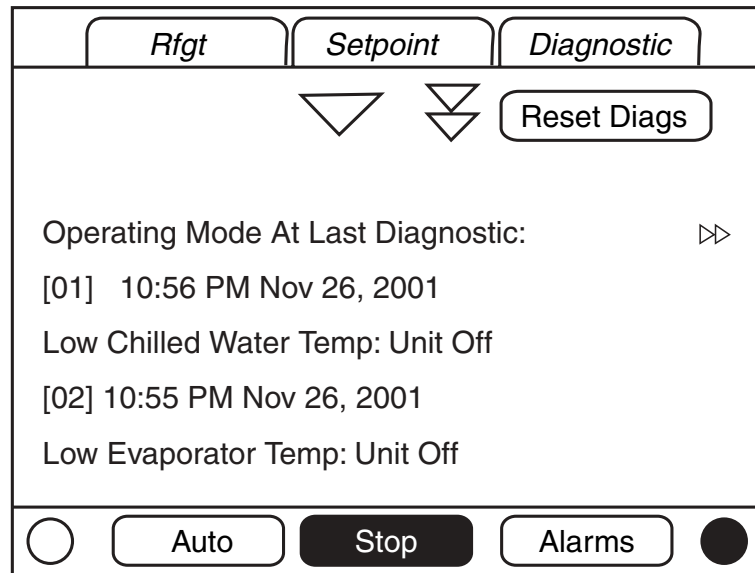 Rfgt Setpoint Diagnostic
Reset Diags
Operating Mode At Last Diagnostic:
[01] 10:56 PM Nov 26, 2001
Low Chilled Water Temp: Unit Off
[02] 10:55 PM Nov 26, 2001
Low Evaporator Temp: Unit Off
Auto Stop Alarms